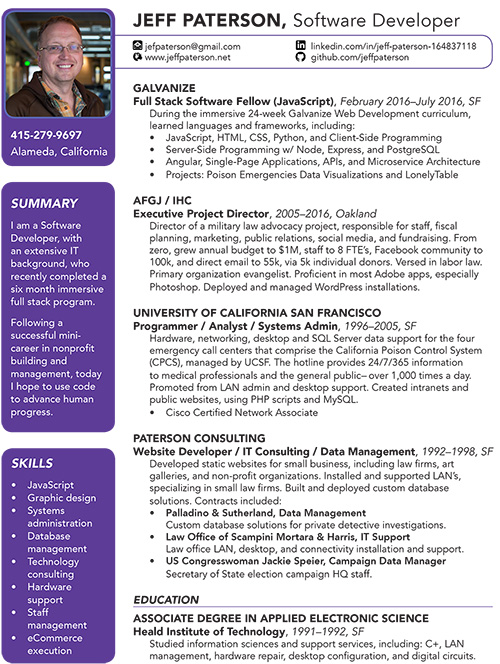 JEFF PATERSON, Software Developer
jefpaterson@gmail.com
linkedin.com/in/jeff-paterson-164837118
www.jeffpaterson.net
github.com/jeffpaterson
415-279-9697
Alameda, California
SUMMARY
I am a Software
Developer, with
an extensive IT
background, who
recently completed a
six month immersive
full stack program.
Following a
successful mini-
career in nonprofit
building and
management, today
I hope to use code
to advance human
progress.
SKILLS
• JavaScript
• Graphic design
• Systems
administration
• Database
management
• Technology
consulting
• Hardware
support
• Staff
management
• eCommerce
execution
GALVANIZE
Full Stack Software Fellow (JavaScript), February 2016–July 2016, SF
During the immersive 24-week Galvanize Web Development curriculum,
learned languages and frameworks, including:
• JavaScript, HTML, CSS, Python, and Client-Side Programming
• Server-Side Programming w/ Node, Express, and PostgreSQL
• Angular, Single-Page Applications, APIs, and Microservice Architecture
• Projects: Poison Emergencies Data Visualizations and LonelyTable
AFGJ / IHC
Executive Project Director, 2005–2016, Oakland
Director of a military law advocacy project, responsible for staff, fiscal
planning, marketing, public relations, social media, and fundraising. From
zero, grew annual budget to $1M, staff to 8 FTE's, Facebook community to
100k, and direct email to 55k, via 5k individual donors. Versed in labor law.
Primary organization evangelist. Proficient in most Adobe apps, especially
Photoshop. Deployed and managed WordPress installations.
UNIVERSITY OF CALIFORNIA SAN FRANCISCO
Programmer / Analyst / Systems Admin, 1996–2005, SF
Hardware, networking, desktop and SQL Server data support for the four
emergency call centers that comprise the California Poison Control System
(CPCS), managed by UCSF. The hotline provides 24/7/365 information
to medical professionals and the general public– over 1,000 times a day.
Promoted from LAN admin and desktop support. Created intranets and
public websites, using PHP scripts and MySQL.
• Cisco Certified Network Associate
PATERSON CONSULTING
Website Developer / IT Consulting / Data Management, 1992–1998, SF
Developed static websites for small business, including law firms, art
galleries, and non-profit organizations. Installed and supported LAN's,
specializing in small law firms. Built and deployed custom database
solutions. Contracts included:
• Palladino & Sutherland, Data Management
Custom database solutions for private detective investigations.
• Law Office of Scampini Mortara & Harris, IT Support
Law office LAN, desktop, and connectivity installation and support.
• US Congresswoman Jackie Speier, Campaign Data Manager
Secretary of State election campaign HQ staff.
EDUCATION
ASSOCIATE DEGREE IN APPLIED ELECTRONIC SCIENCE
Heald Institute of Technology, 1991–1992, SF
Studied information sciences and support services, including: C+, LAN
management, hardware repair, desktop configuration, and digital circuits.